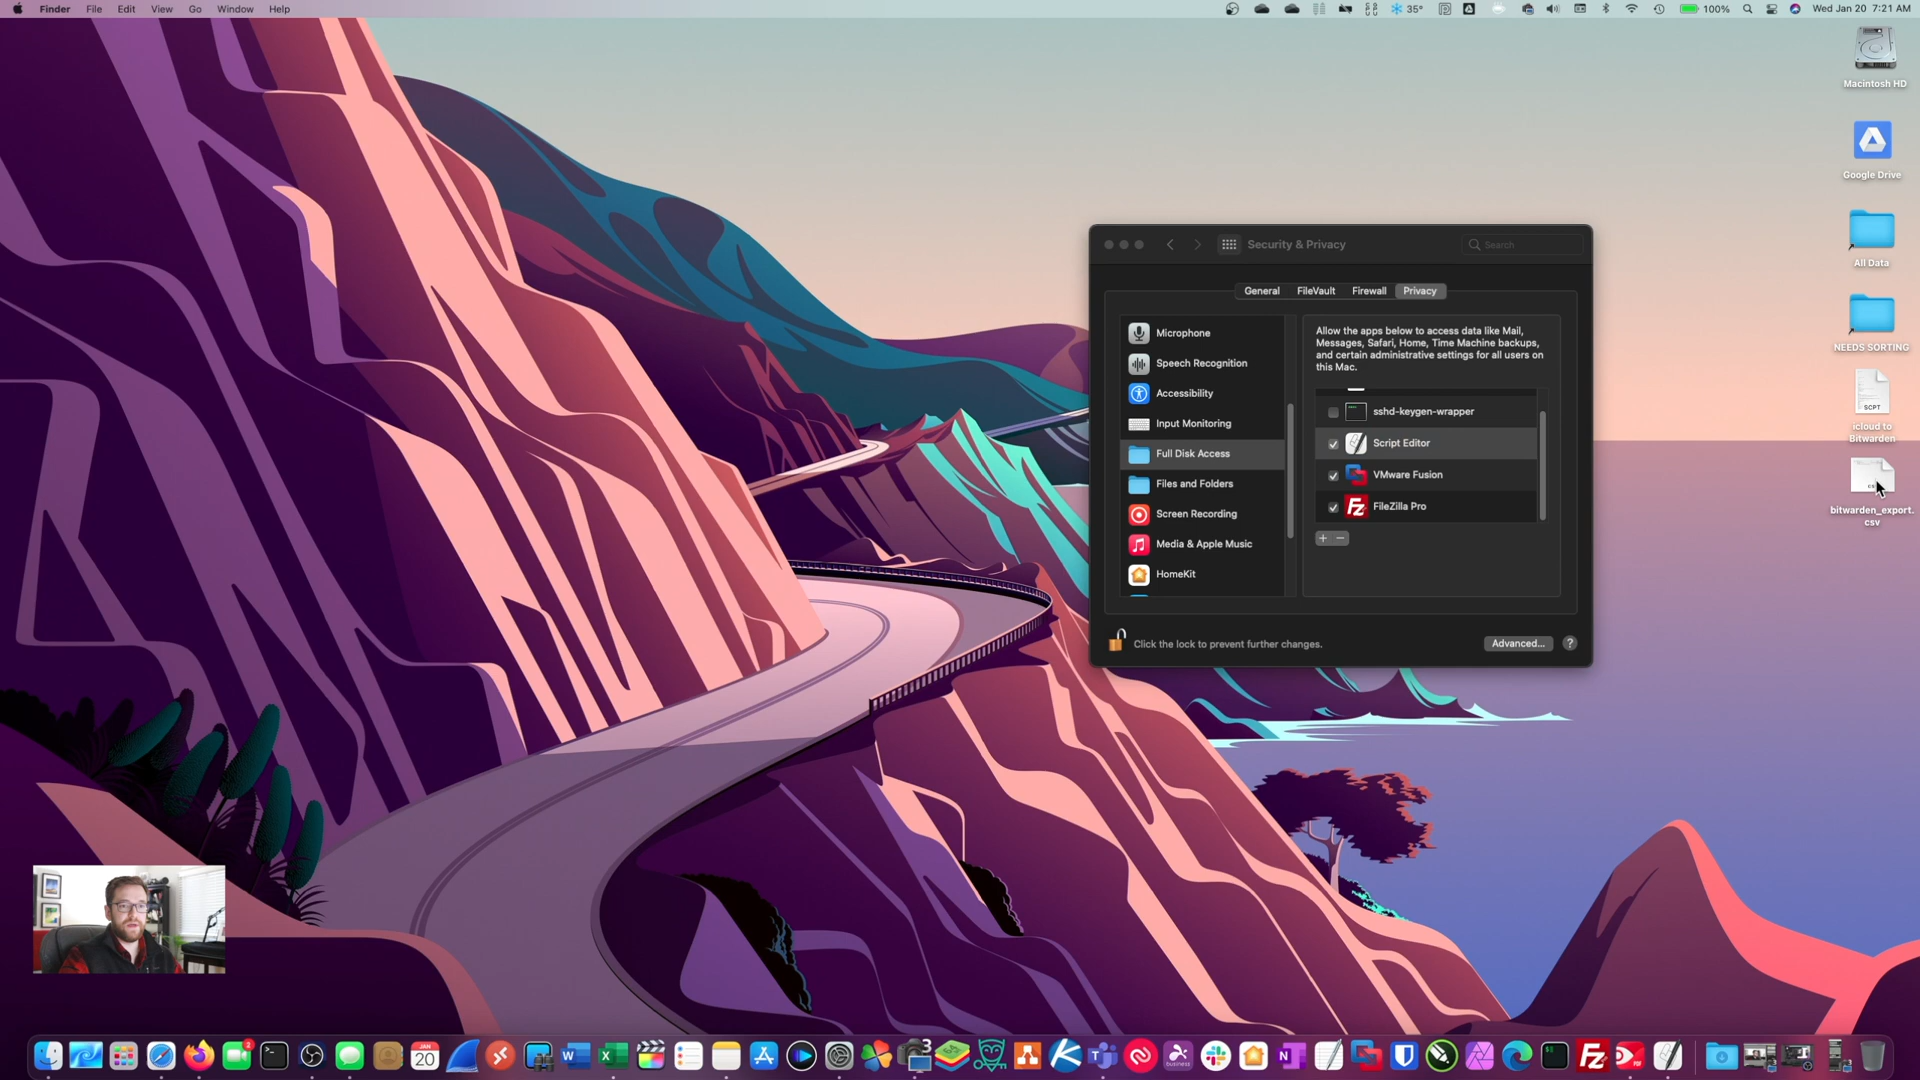 Finder File Edit View Go Window Help
35° 100% Wed Jan 20 7:21 AM
Macintosh HD
Google Drive
All Data
NEEDS SORTING
SCPT
icloud to
Bitwarden
bitwarden_export.
csv
Security & Privacy
Search
General FileVault Firewall Privacy
Microphone
Speech Recognition
Accessibility
Input Monitoring
Full Disk Access
Files and Folders
Screen Recording
Media & Apple Music
HomeKit
Allow the apps below to access data like Mail,
Messages, Safari, Home, Time Machine backups,
and certain administrative settings for all users on
this Mac.
sshd-keygen-wrapper
Script Editor
VMware Fusion
FileZilla Pro
+ −
Click the lock to prevent further changes.
Advanced... ?
2
JAN
20
3